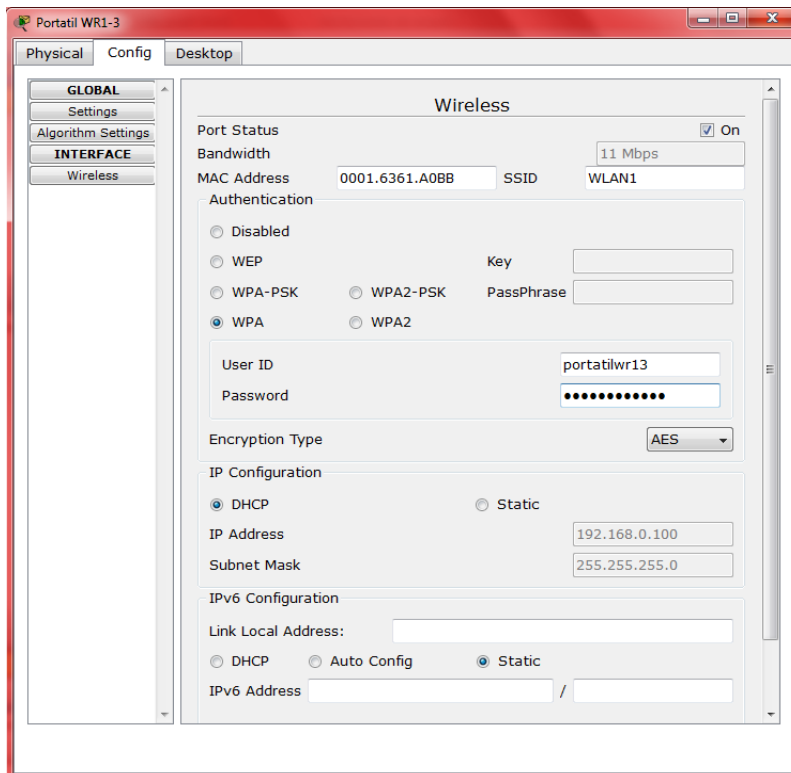 Portatil WR1-3
Physical Config Desktop
GLOBAL
Settings
Algorithm Settings
INTERFACE
Wireless
Wireless
Port Status On
Bandwidth 11 Mbps
MAC Address 0001.6361.A0BB SSID WLAN1
Authentication
Disabled
WEP Key
WPA-PSK WPA2-PSK PassPhrase
WPA WPA2
User ID portatilwr13
Password ●●●●●●●●●●●●
Encryption Type AES
IP Configuration
DHCP Static
IP Address 192.168.0.100
Subnet Mask 255.255.255.0
IPv6 Configuration
Link Local Address:
DHCP Auto Config Static
IPv6 Address /